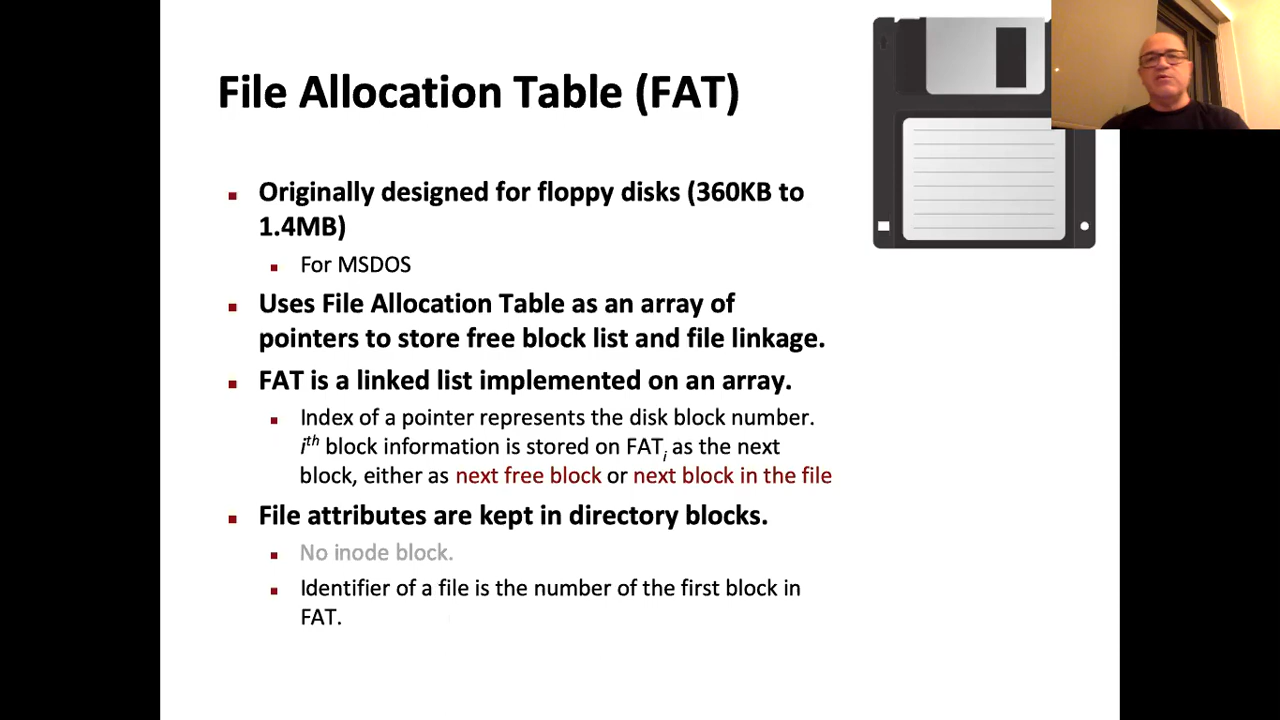 File Allocation Table (FAT)
▪ Originally designed for floppy disks (360KB to
1.4MB)
▪ For MSDOS
▪ Uses File Allocation Table as an array of
pointers to store free block list and file linkage.
▪ FAT is a linked list implemented on an array.
▪ Index of a pointer represents the disk block number.
ith block information is stored on FATi as the next
block, either as next free block or next block in the file
▪ File attributes are kept in directory blocks.
▪ No inode block.
▪ Identifier of a file is the number of the first block in
FAT.